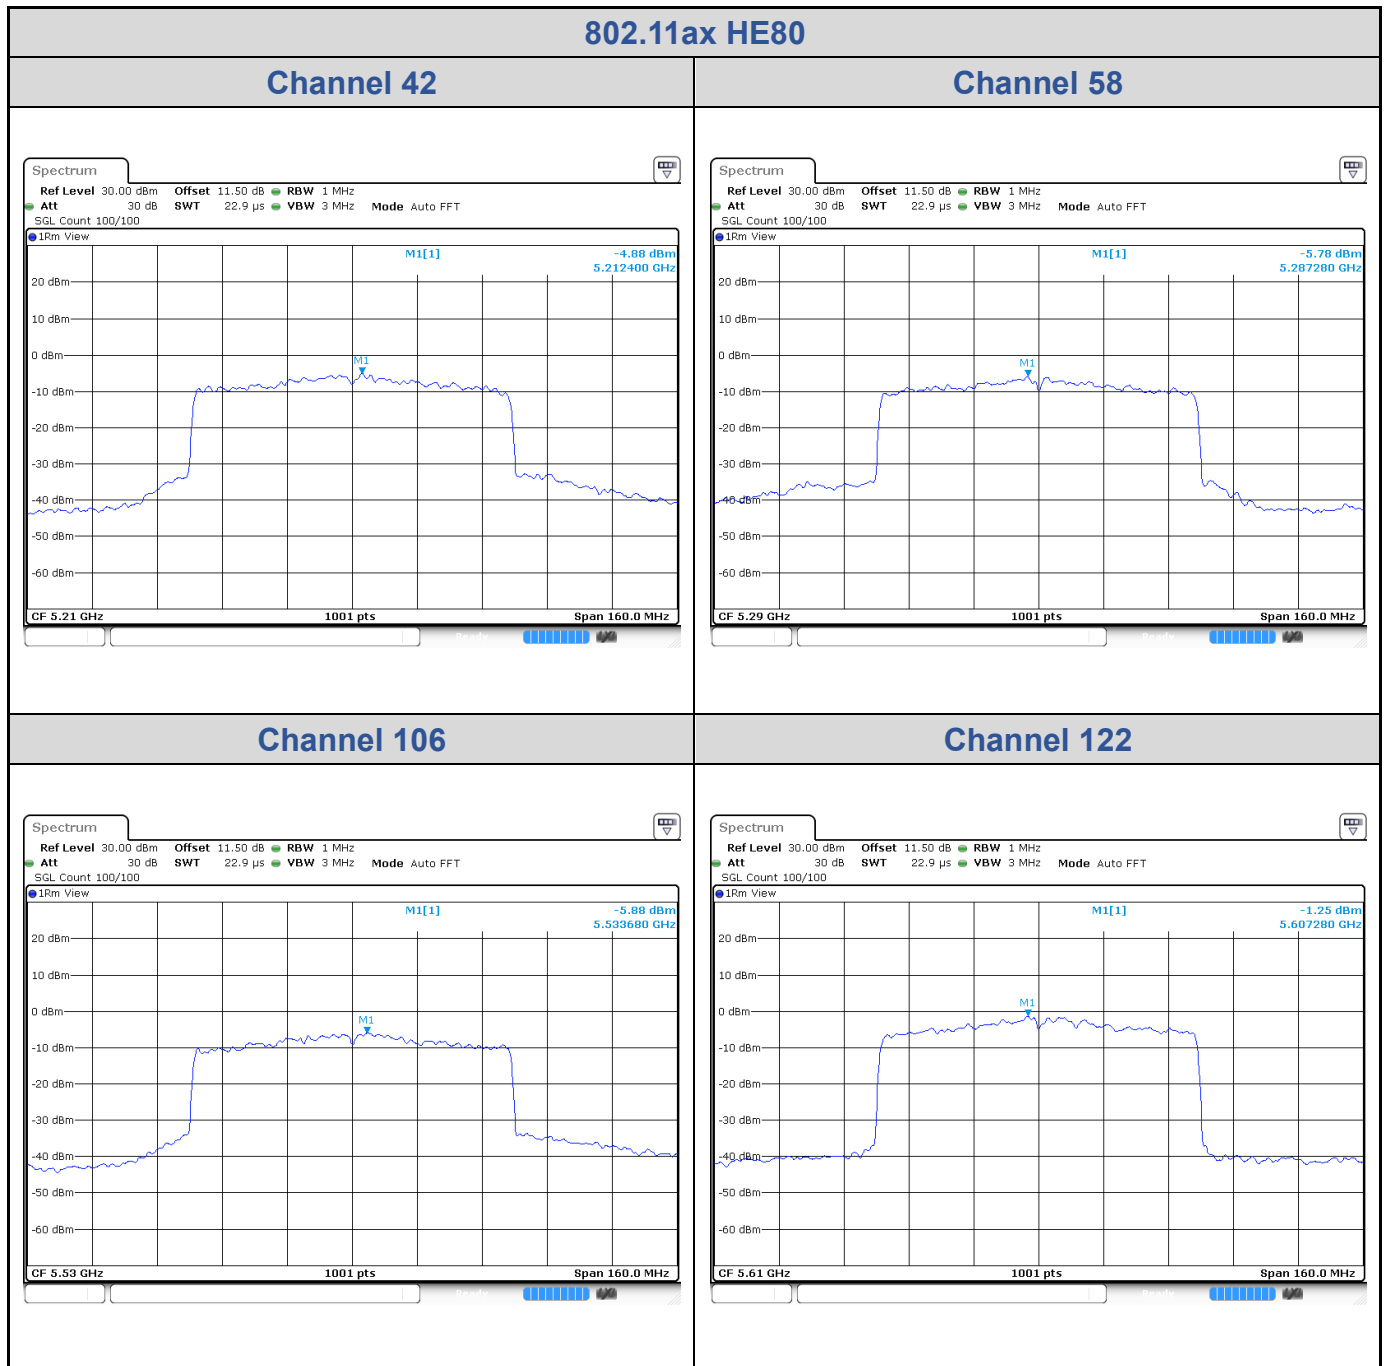 802.11ax HE80
Channel 42
Channel 58
Spectrum
Ref Level 30.00 dBm Offset 11.50 dB RBW 1 MHz
Att 30 dB SWT 22.9 µs VBW 3 MHz Mode Auto FFT
SGL Count 100/100
1Rm View
M1[1] -4.88 dBm
5.212400 GHz
20 dBm
10 dBm
0 dBm
M1
-10 dBm
-20 dBm
-30 dBm
-40 dBm
-50 dBm
-60 dBm
CF 5.21 GHz 1001 pts Span 160.0 MHz
Ready
Spectrum
Ref Level 30.00 dBm Offset 11.50 dB RBW 1 MHz
Att 30 dB SWT 22.9 µs VBW 3 MHz Mode Auto FFT
SGL Count 100/100
1Rm View
M1[1] -5.78 dBm
5.287280 GHz
20 dBm
10 dBm
0 dBm
M1
-10 dBm
-20 dBm
-30 dBm
-40 dBm
-50 dBm
-60 dBm
CF 5.29 GHz 1001 pts Span 160.0 MHz
Ready
Channel 106
Channel 122
Spectrum
Ref Level 30.00 dBm Offset 11.50 dB RBW 1 MHz
Att 30 dB SWT 22.9 µs VBW 3 MHz Mode Auto FFT
SGL Count 100/100
1Rm View
M1[1] -5.88 dBm
5.533680 GHz
20 dBm
10 dBm
0 dBm
M1
-10 dBm
-20 dBm
-30 dBm
-40 dBm
-50 dBm
-60 dBm
CF 5.53 GHz 1001 pts Span 160.0 MHz
Ready
Spectrum
Ref Level 30.00 dBm Offset 11.50 dB RBW 1 MHz
Att 30 dB SWT 22.9 µs VBW 3 MHz Mode Auto FFT
SGL Count 100/100
1Rm View
M1[1] -1.25 dBm
5.607280 GHz
20 dBm
10 dBm
0 dBm
M1
-10 dBm
-20 dBm
-30 dBm
-40 dBm
-50 dBm
-60 dBm
CF 5.61 GHz 1001 pts Span 160.0 MHz
Ready